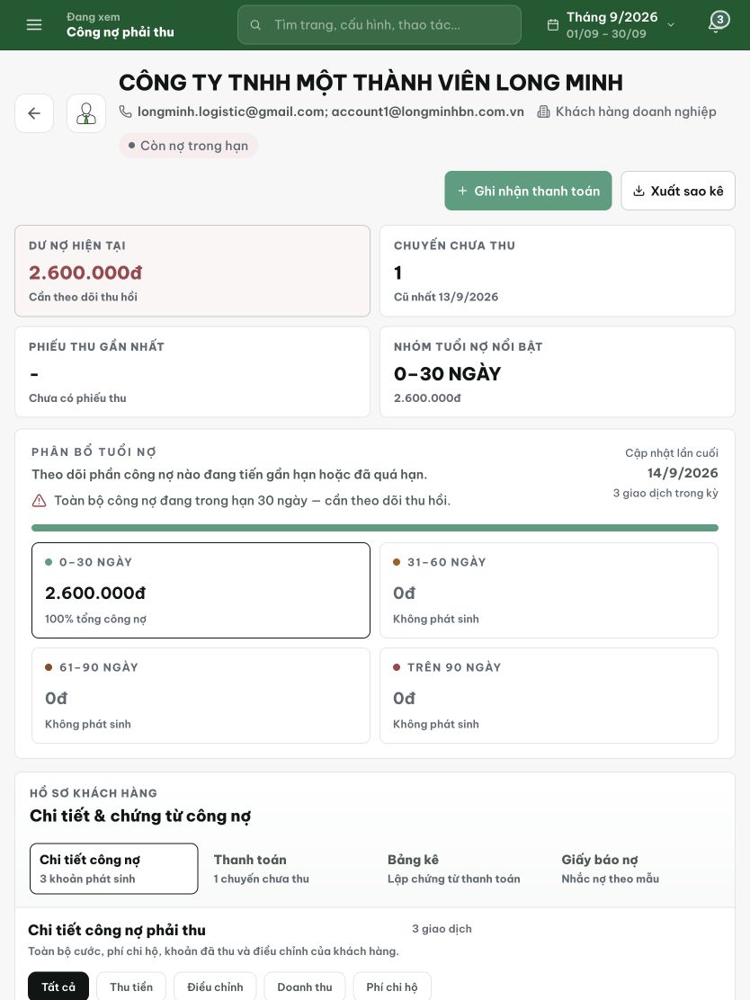 Đang xem
Công nợ phải thu
Tìm trang, cấu hình, thao tác...
Tháng 9/2026
01/09 – 30/09
3
CÔNG TY TNHH MỘT THÀNH VIÊN LONG MINH
longminh.logistic@gmail.com; account1@longminhbn.com.vn
Khách hàng doanh nghiệp
Còn nợ trong hạn
+ Ghi nhận thanh toán
Xuất sao kê
DƯ NỢ HIỆN TẠI
2.600.000đ
Cần theo dõi thu hồi
CHUYẾN CHƯA THU
1
Cũ nhất 13/9/2026
PHIẾU THU GẦN NHẤT
-
Chưa có phiếu thu
NHÓM TUỔI NỢ NỔI BẬT
0–30 NGÀY
2.600.000đ
PHÂN BỔ TUỔI NỢ
Theo dõi phần công nợ nào đang tiến gần hạn hoặc đã quá hạn.
Toàn bộ công nợ đang trong hạn 30 ngày — cần theo dõi thu hồi.
Cập nhật lần cuối
14/9/2026
3 giao dịch trong kỳ
0–30 NGÀY
2.600.000đ
100% tổng công nợ
31–60 NGÀY
0đ
Không phát sinh
61–90 NGÀY
0đ
Không phát sinh
TRÊN 90 NGÀY
0đ
Không phát sinh
HỒ SƠ KHÁCH HÀNG
Chi tiết & chứng từ công nợ
Chi tiết công nợ
3 khoản phát sinh
Thanh toán
1 chuyến chưa thu
Bảng kê
Lập chứng từ thanh toán
Giấy báo nợ
Nhắc nợ theo mẫu
Chi tiết công nợ phải thu
3 giao dịch
Toàn bộ cước, phí chi hộ, khoản đã thu và điều chỉnh của khách hàng.
Tất cả
Thu tiền
Điều chỉnh
Doanh thu
Phí chi hộ